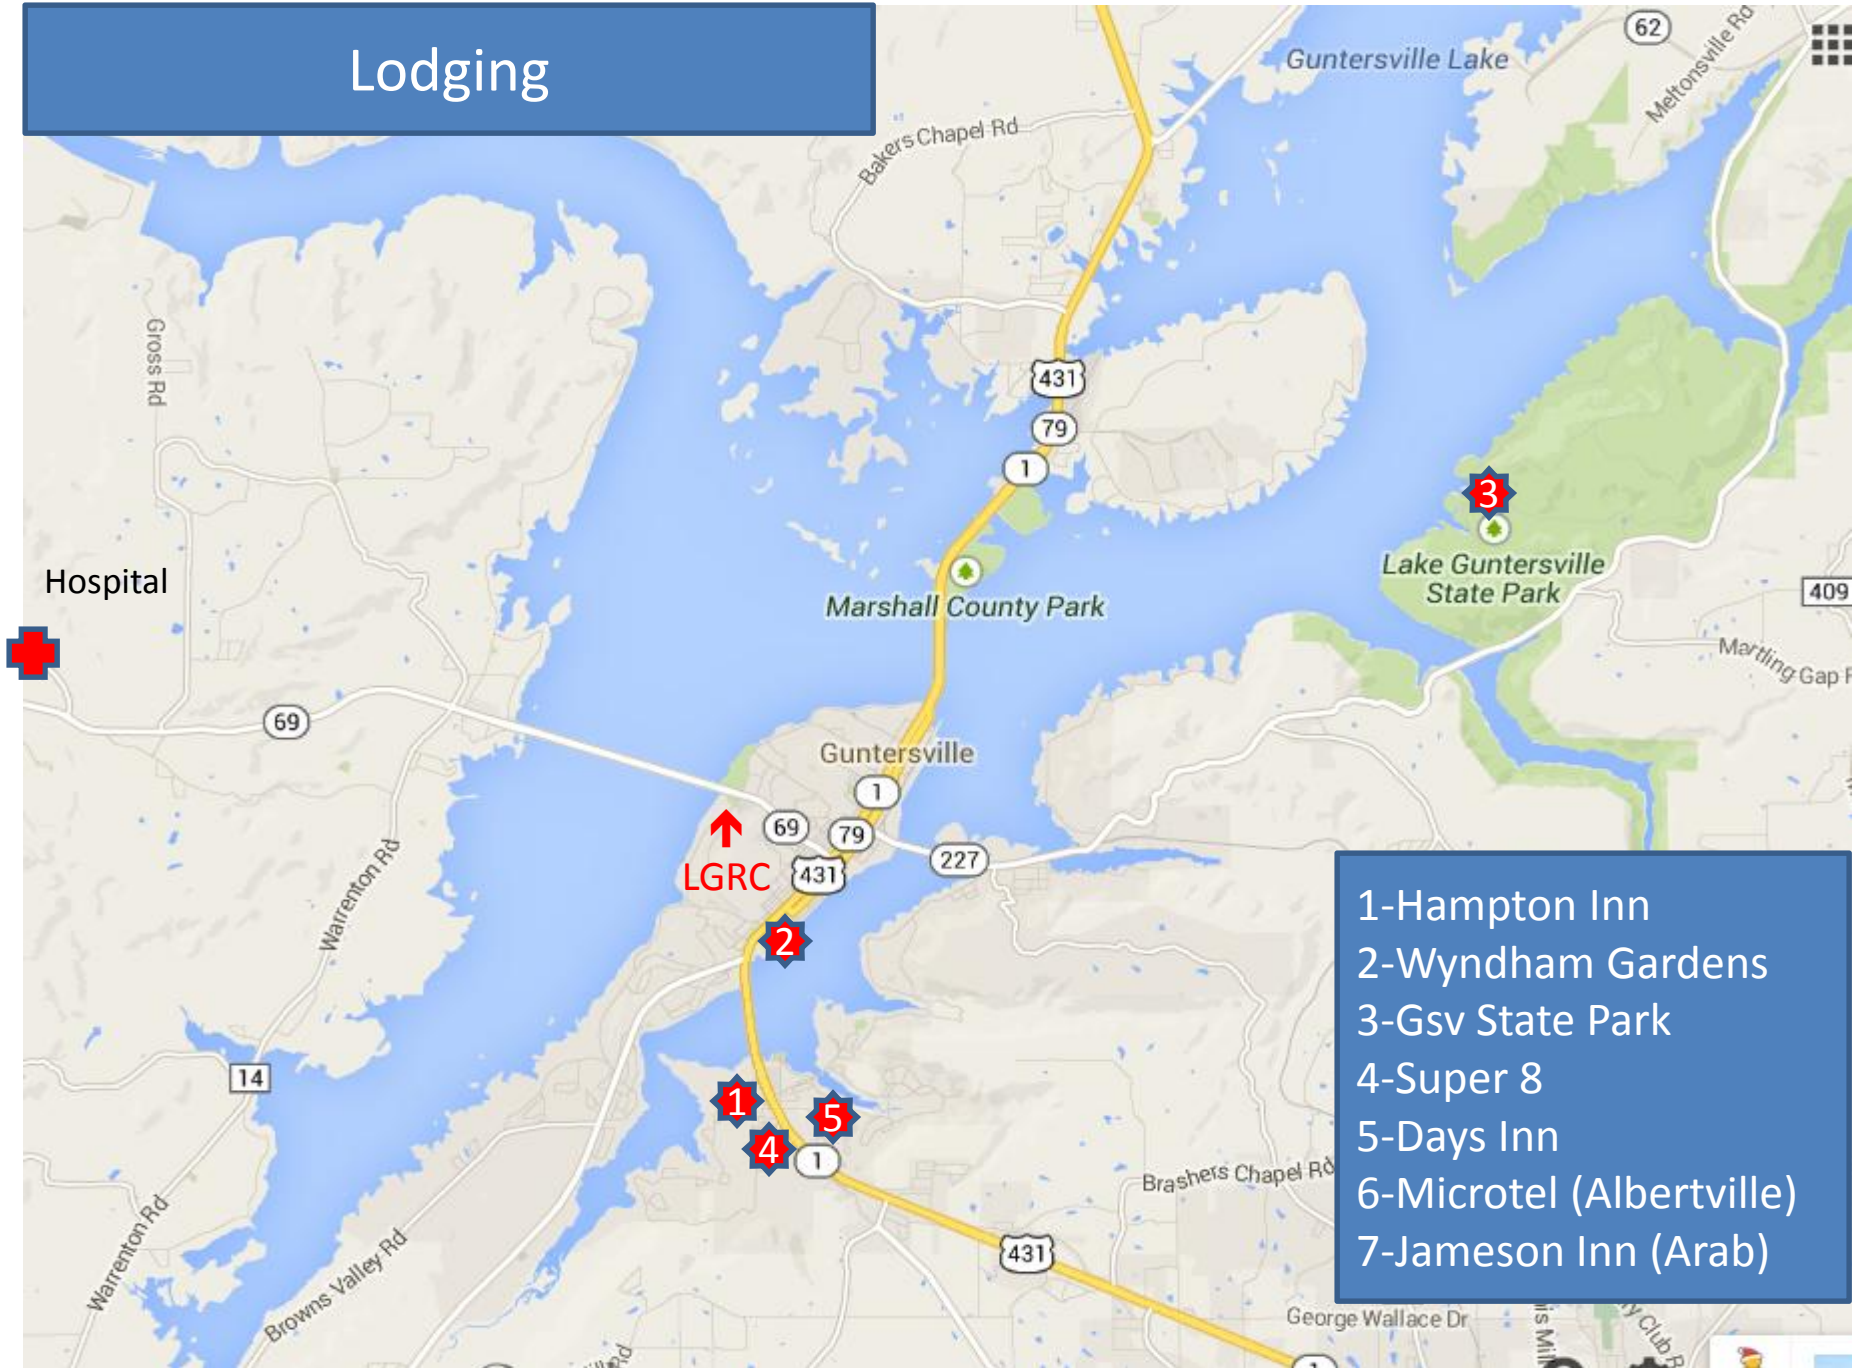 Lodging
Guntersville Lake
62
Meltonsville Rd
Bakers Chapel Rd
Gross Rd
431
79
1
3
Hospital
Lake Guntersville
State Park
409
Marshall County Park
Martling Gap
69
Guntersville
1
69
79
227
LGRC
431
Warrenton Rd
2
1-Hampton Inn
2-Wyndham Gardens
3-Gsv State Park
4-Super 8
5-Days Inn
6-Microtel (Albertville)
7-Jameson Inn (Arab)
14
1
5
4
1
Brashers Chapel Rd
Warrenton Rd
Browns Valley Rd
431
George Wallace Dr
Rd
1